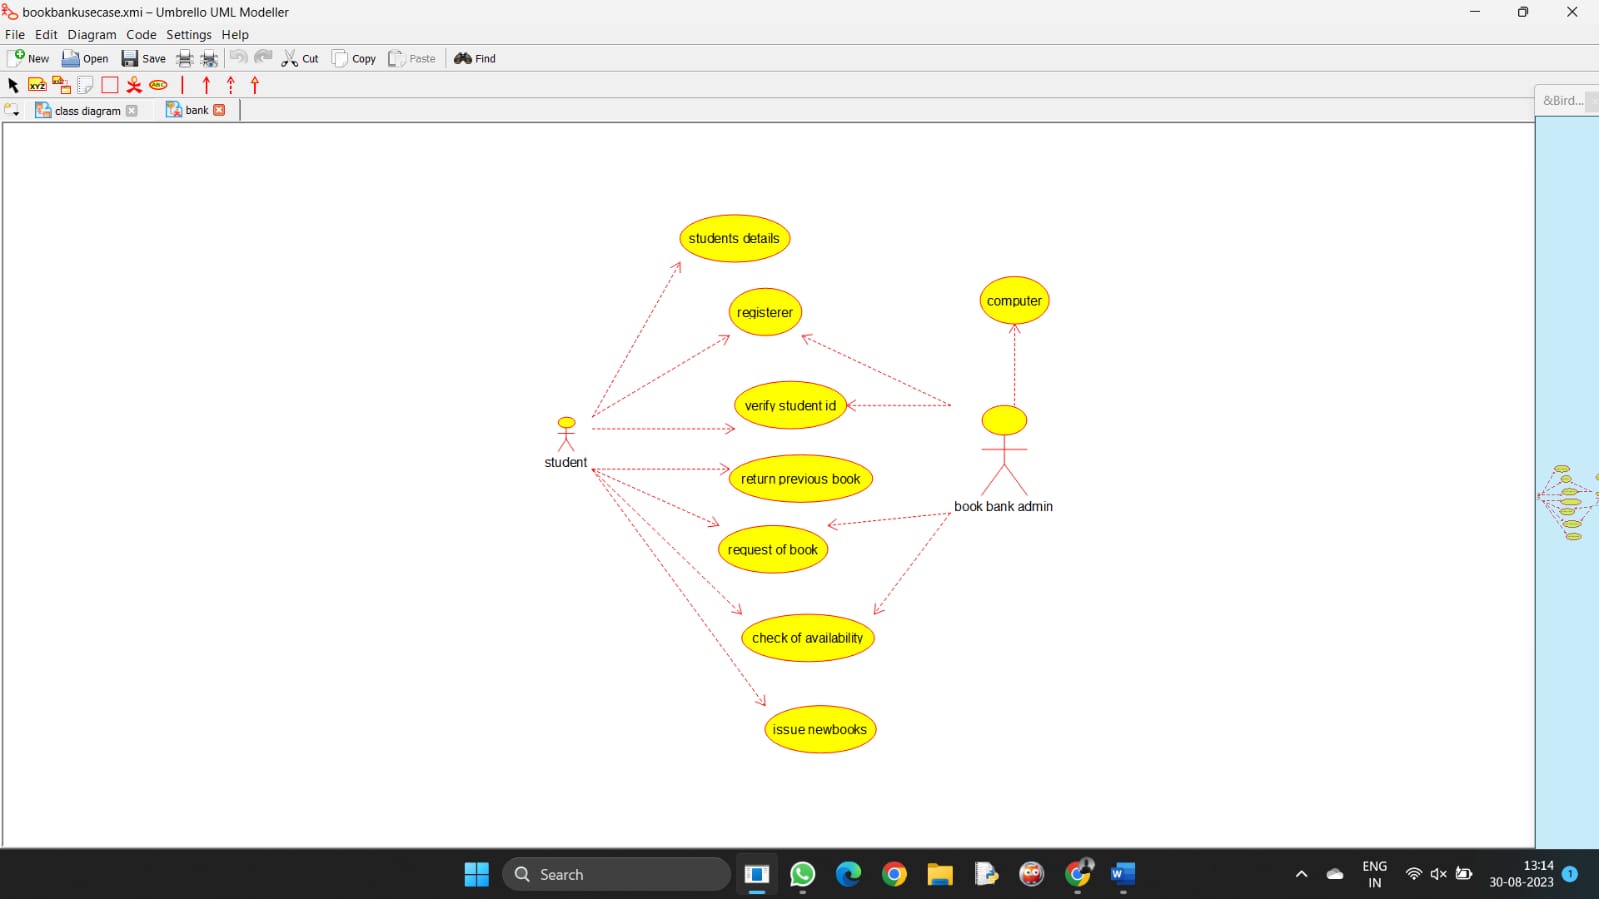 bookbankusecase.xmi – Umbrello UML Modeller
File Edit Diagram Code Settings Help
New Open Save Cut Copy Paste Find
XYZ ABC
class diagram bank
&Bird...
students details
registerer
computer
verify student id
student
return previous book
book bank admin
request of book
check of availability
issue newbooks
Search
ENG
IN
13:14
30-08-2023
1